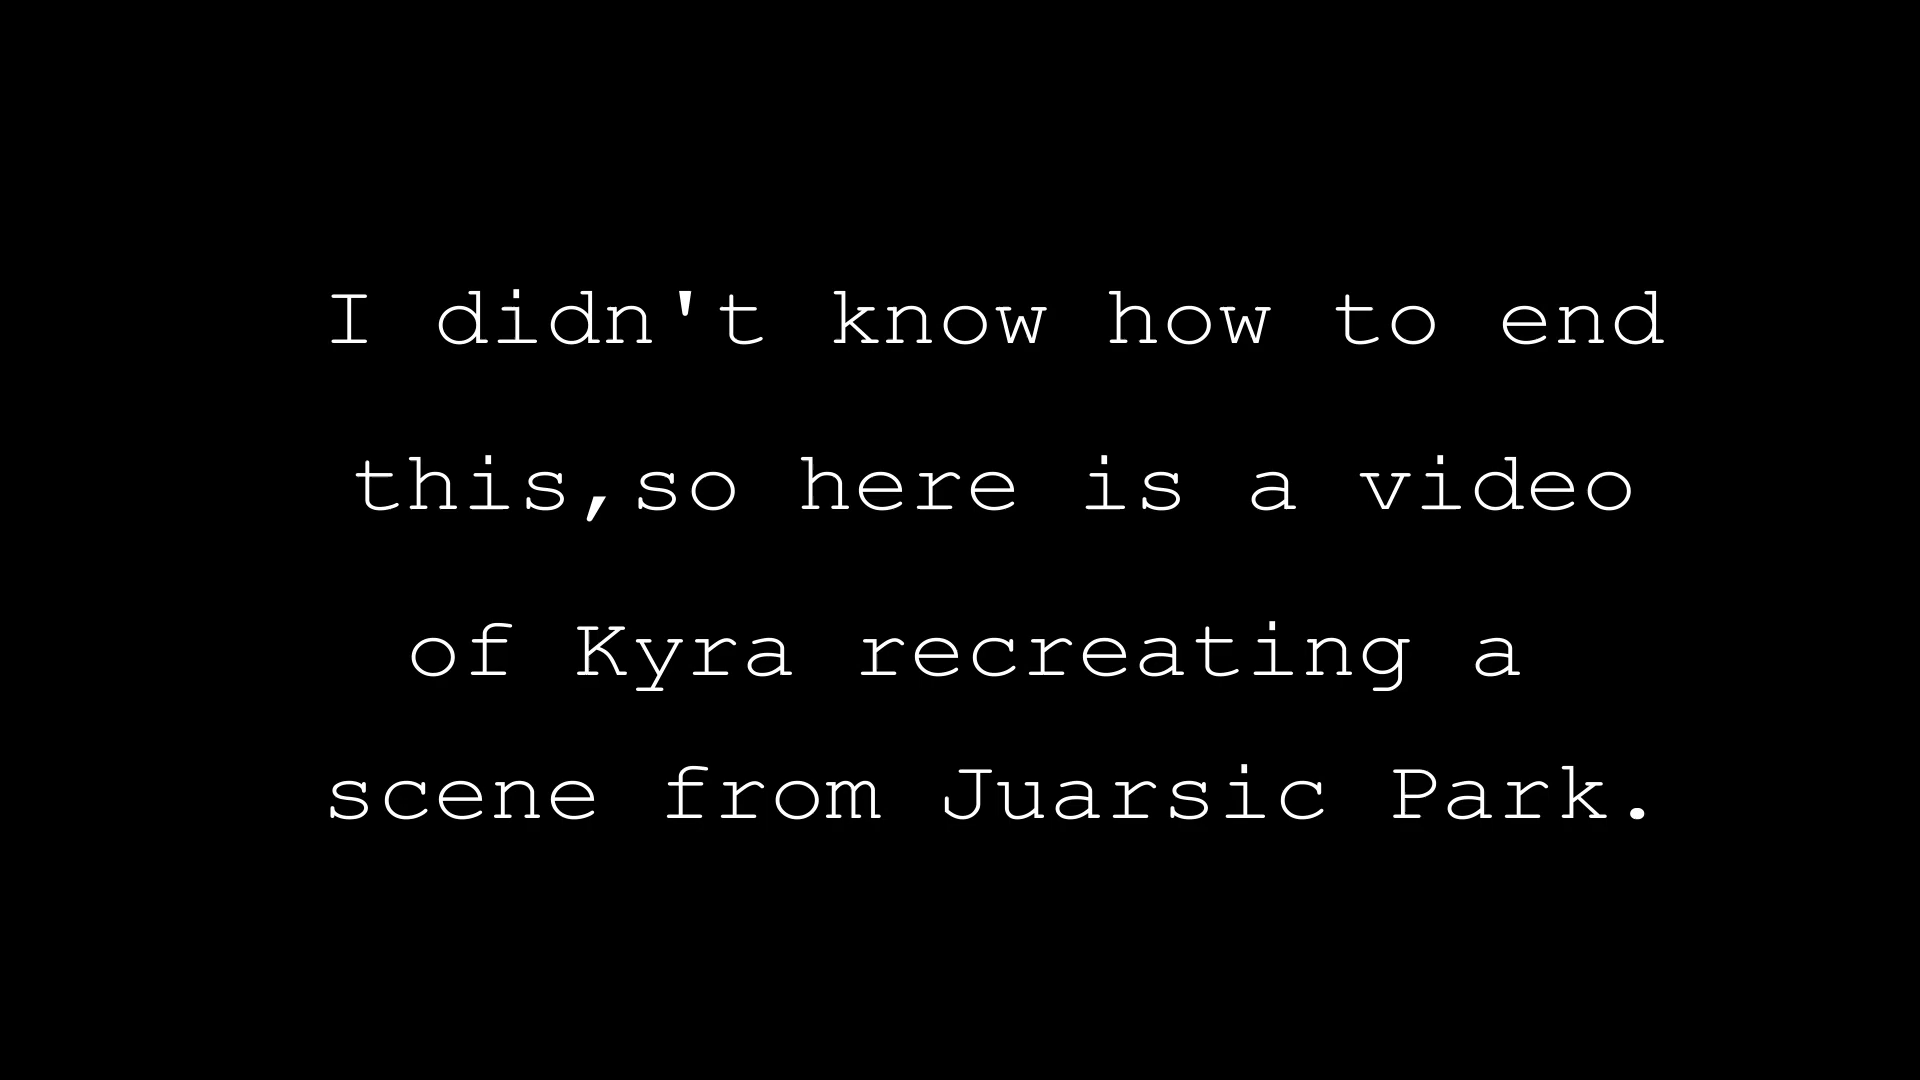 I didn't know how to end
this,so here is a video
of Kyra recreating a
scene from Juarsic Park.